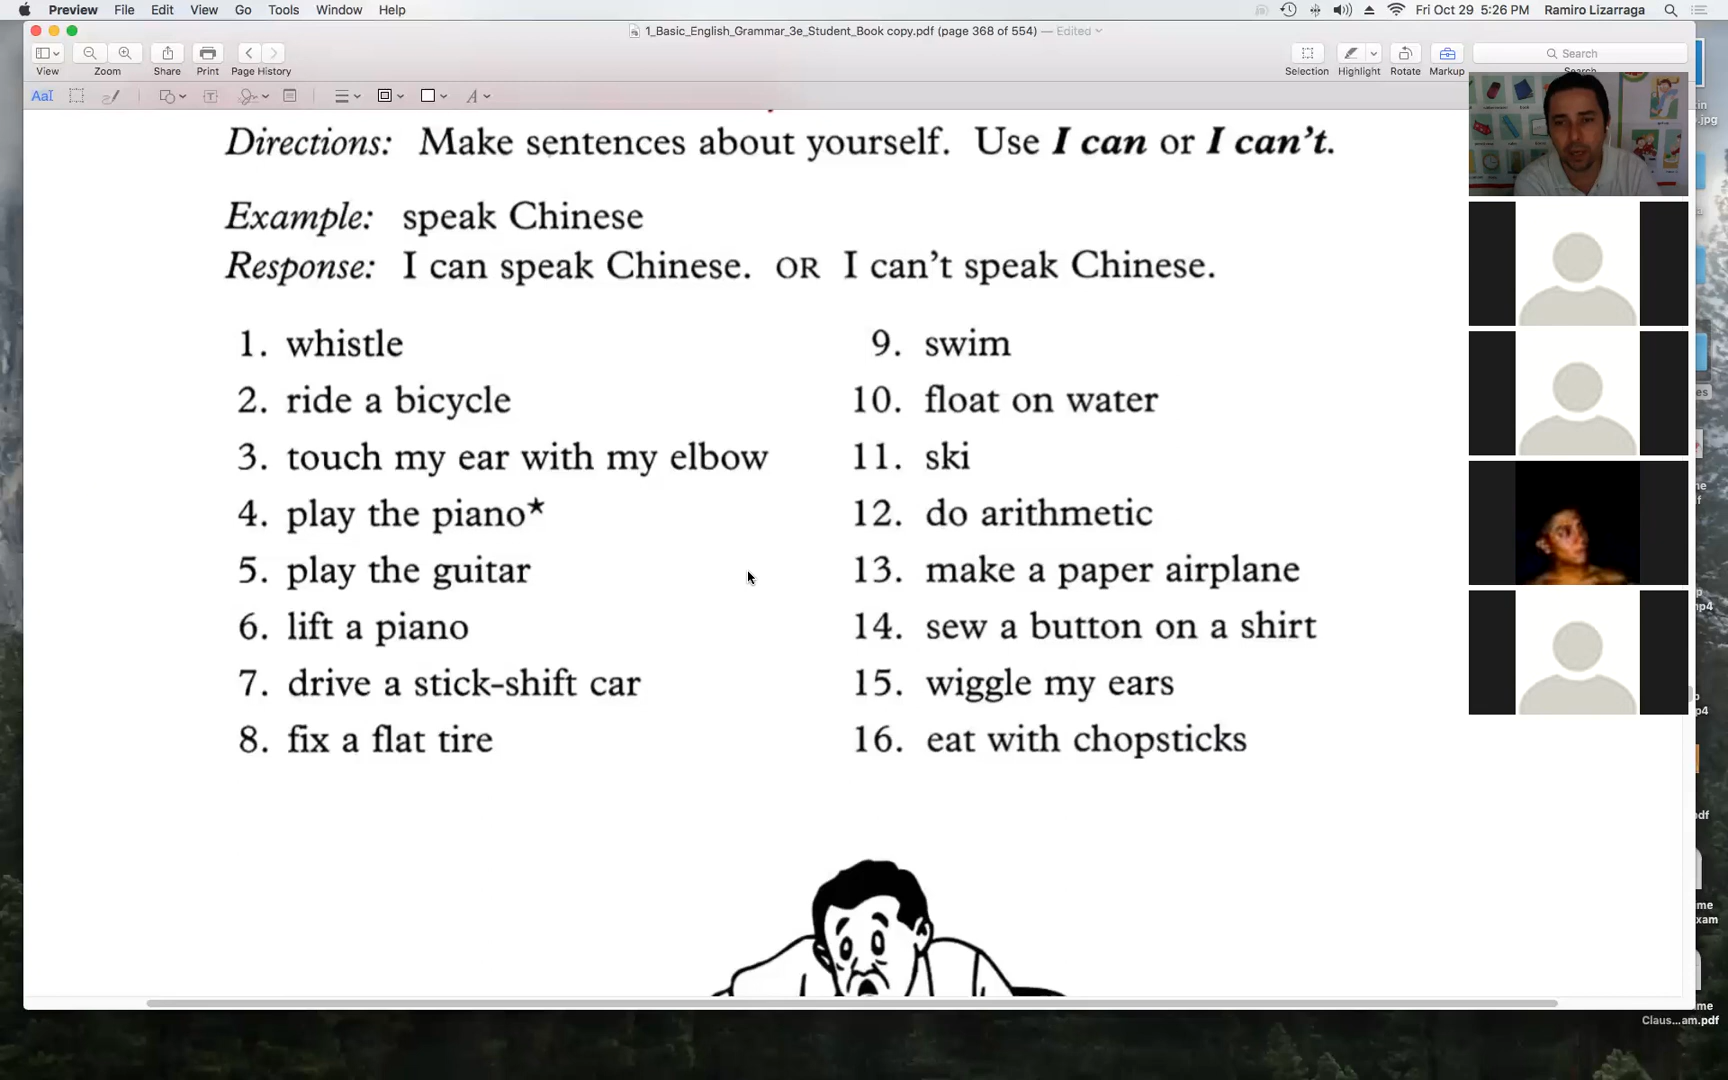 Preview File Edit View Go Tools Window Help
Fri Oct 29 5:26 PM Ramiro Lizarraga
1_Basic_English_Grammar_3e_Student_Book copy.pdf (page 368 of 554) — Edited
View Zoom Share Print Page History
Selection Highlight Rotate Markup Search
Search
AaI
A
Directions: Make sentences about yourself. Use I can or I can't.
Example: speak Chinese
Response: I can speak Chinese. OR I can't speak Chinese.
1. whistle
2. ride a bicycle
3. touch my ear with my elbow
4. play the piano*
5. play the guitar
6. lift a piano
7. drive a stick-shift car
8. fix a flat tire
9. swim
10. float on water
11. ski
12. do arithmetic
13. make a paper airplane
14. sew a button on a shirt
15. wiggle my ears
16. eat with chopsticks
Claus...am.pdf